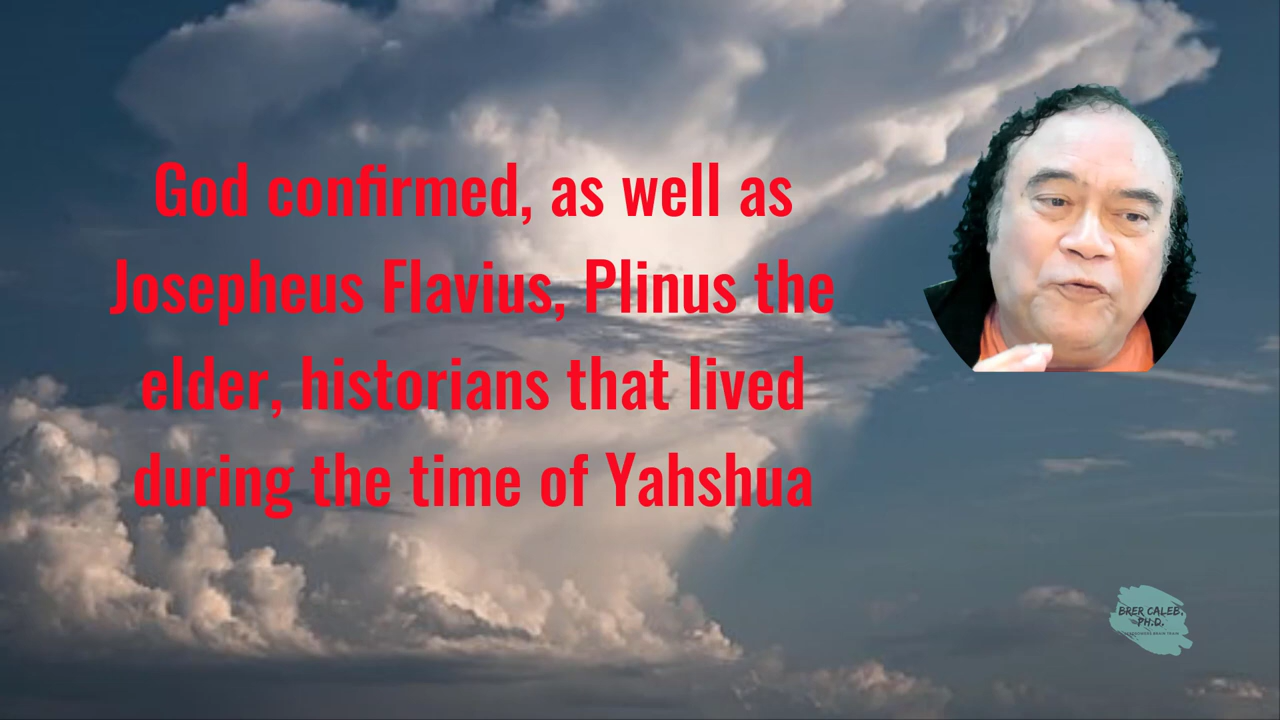 God confirmed, as well as
Josepheus Flavius, Plinus the
elder, historians that lived
during the time of Yahshua
BRER CALEB,
PH.D.